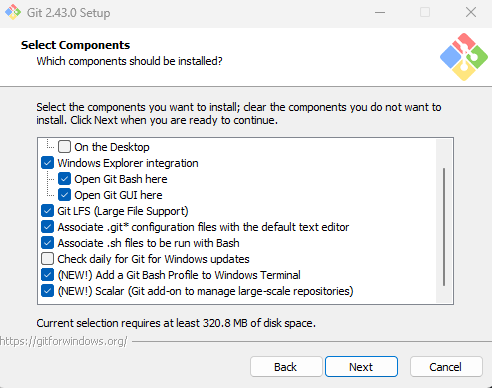 Git 2.43.0 Setup
Select Components
Which components should be installed?
Select the components you want to install; clear the components you do not want to
install. Click Next when you are ready to continue.
On the Desktop
Windows Explorer integration
Open Git Bash here
Open Git GUI here
Git LFS (Large File Support)
Associate .git* configuration files with the default text editor
Associate .sh files to be run with Bash
Check daily for Git for Windows updates
(NEW!) Add a Git Bash Profile to Windows Terminal
(NEW!) Scalar (Git add-on to manage large-scale repositories)
Current selection requires at least 320.8 MB of disk space.
https://gitforwindows.org/
Back Next Cancel